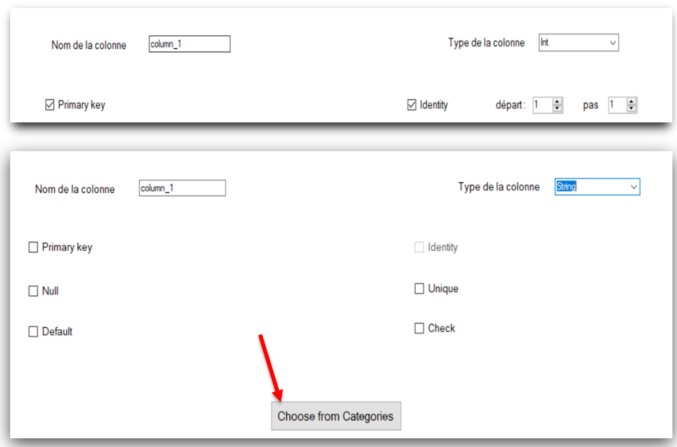 Nom de la colonne column_1 Type de la colonne Int
Primary key Identity départ: 1 pas 1
Nom de la colonne column_1 Type de la colonne String
Primary key Identity
Null Unique
Default Check
Choose from Categories